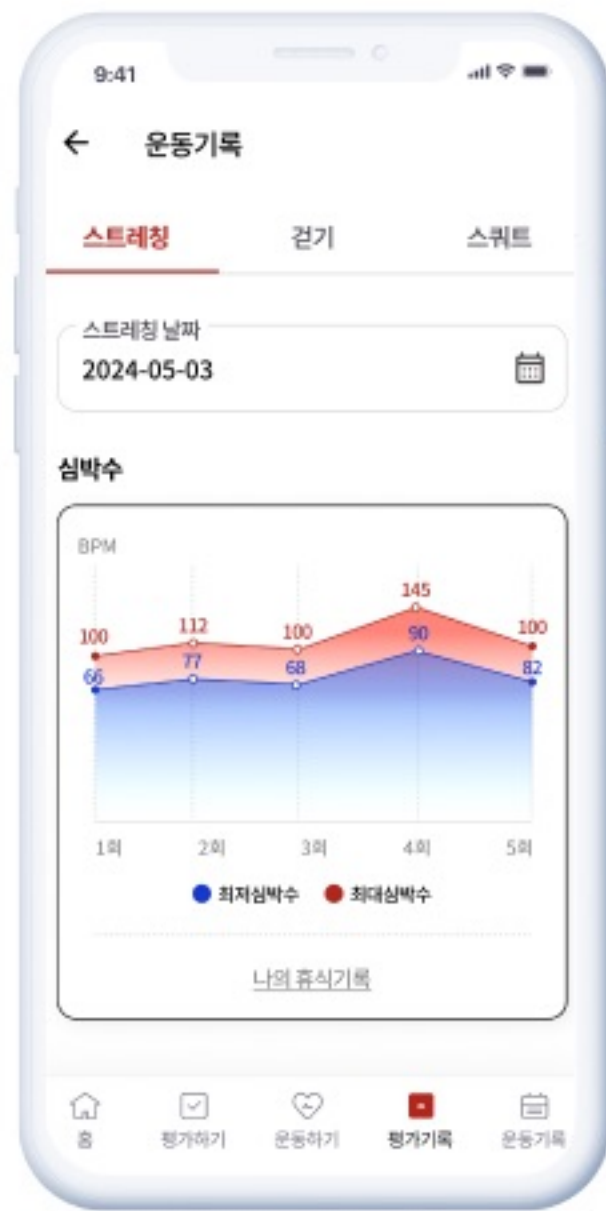 9:41
운동기록
스트레칭 걷기 스쿼트
스트레칭 날짜
2024-05-03
심박수
BPM
100 112 100 145 100
66 77 68 90 82
1회 2회 3회 4회 5회
최저심박수 최대심박수
나의 휴식기록
홈 평가하기 운동하기 평가기록 운동기록